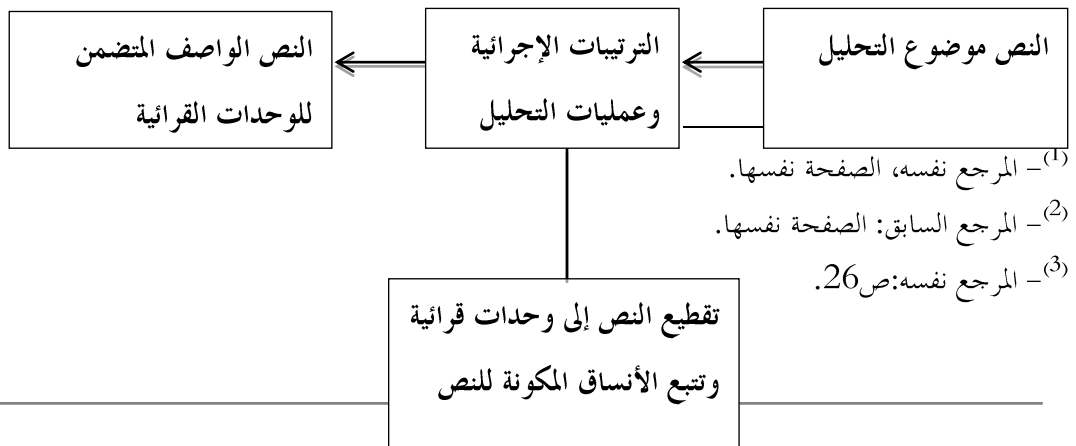 النص موضوع التحليل
الترتيبات الإجرائية
وعمليات التحليل
النص الواصف المتضمن
للوحدات القرائية
(1)– المرجع نفسه، الصفحة نفسها.
(2)– المرجع السابق: الصفحة نفسها.
(3)– المرجع نفسه:ص26.
تقطيع النص إلى وحدات قرائية
وتتبع الأنساق المكونة للنص